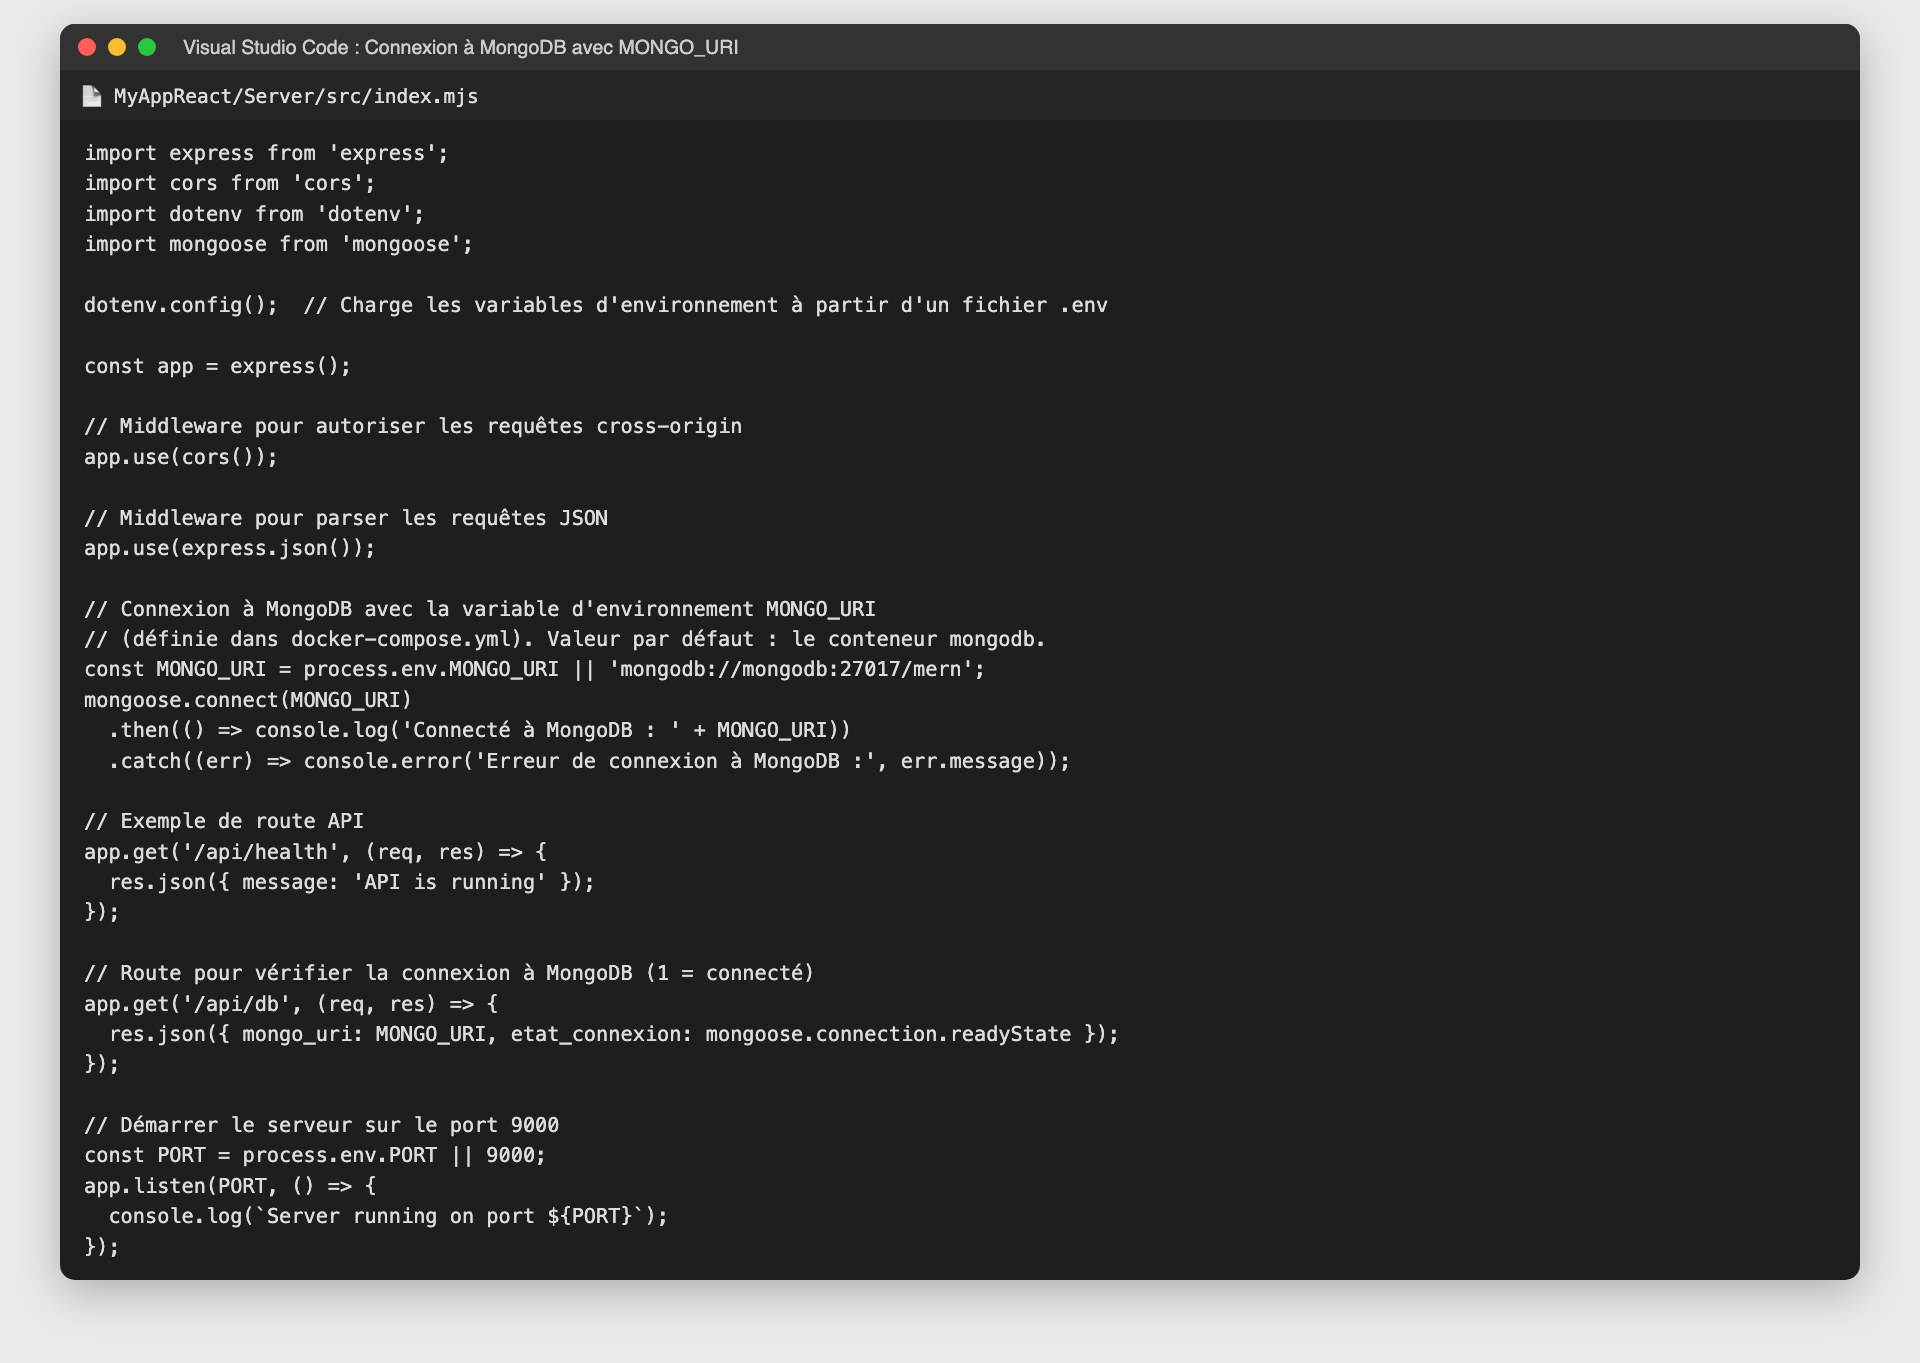 Visual Studio Code : Connexion à MongoDB avec MONGO_URI
MyAppReact/Server/src/index.mjs
import express from 'express';
import cors from 'cors';
import dotenv from 'dotenv';
import mongoose from 'mongoose';

dotenv.config();  // Charge les variables d'environnement à partir d'un fichier .env

const app = express();

// Middleware pour autoriser les requêtes cross-origin
app.use(cors());

// Middleware pour parser les requêtes JSON
app.use(express.json());

// Connexion à MongoDB avec la variable d'environnement MONGO_URI
// (définie dans docker-compose.yml). Valeur par défaut : le conteneur mongodb.
const MONGO_URI = process.env.MONGO_URI || 'mongodb://mongodb:27017/mern';
mongoose.connect(MONGO_URI)
  .then(() => console.log('Connecté à MongoDB : ' + MONGO_URI))
  .catch((err) => console.error('Erreur de connexion à MongoDB :', err.message));

// Exemple de route API
app.get('/api/health', (req, res) => {
  res.json({ message: 'API is running' });
});

// Route pour vérifier la connexion à MongoDB (1 = connecté)
app.get('/api/db', (req, res) => {
  res.json({ mongo_uri: MONGO_URI, etat_connexion: mongoose.connection.readyState });
});

// Démarrer le serveur sur le port 9000
const PORT = process.env.PORT || 9000;
app.listen(PORT, () => {
  console.log(`Server running on port ${PORT}`);
});